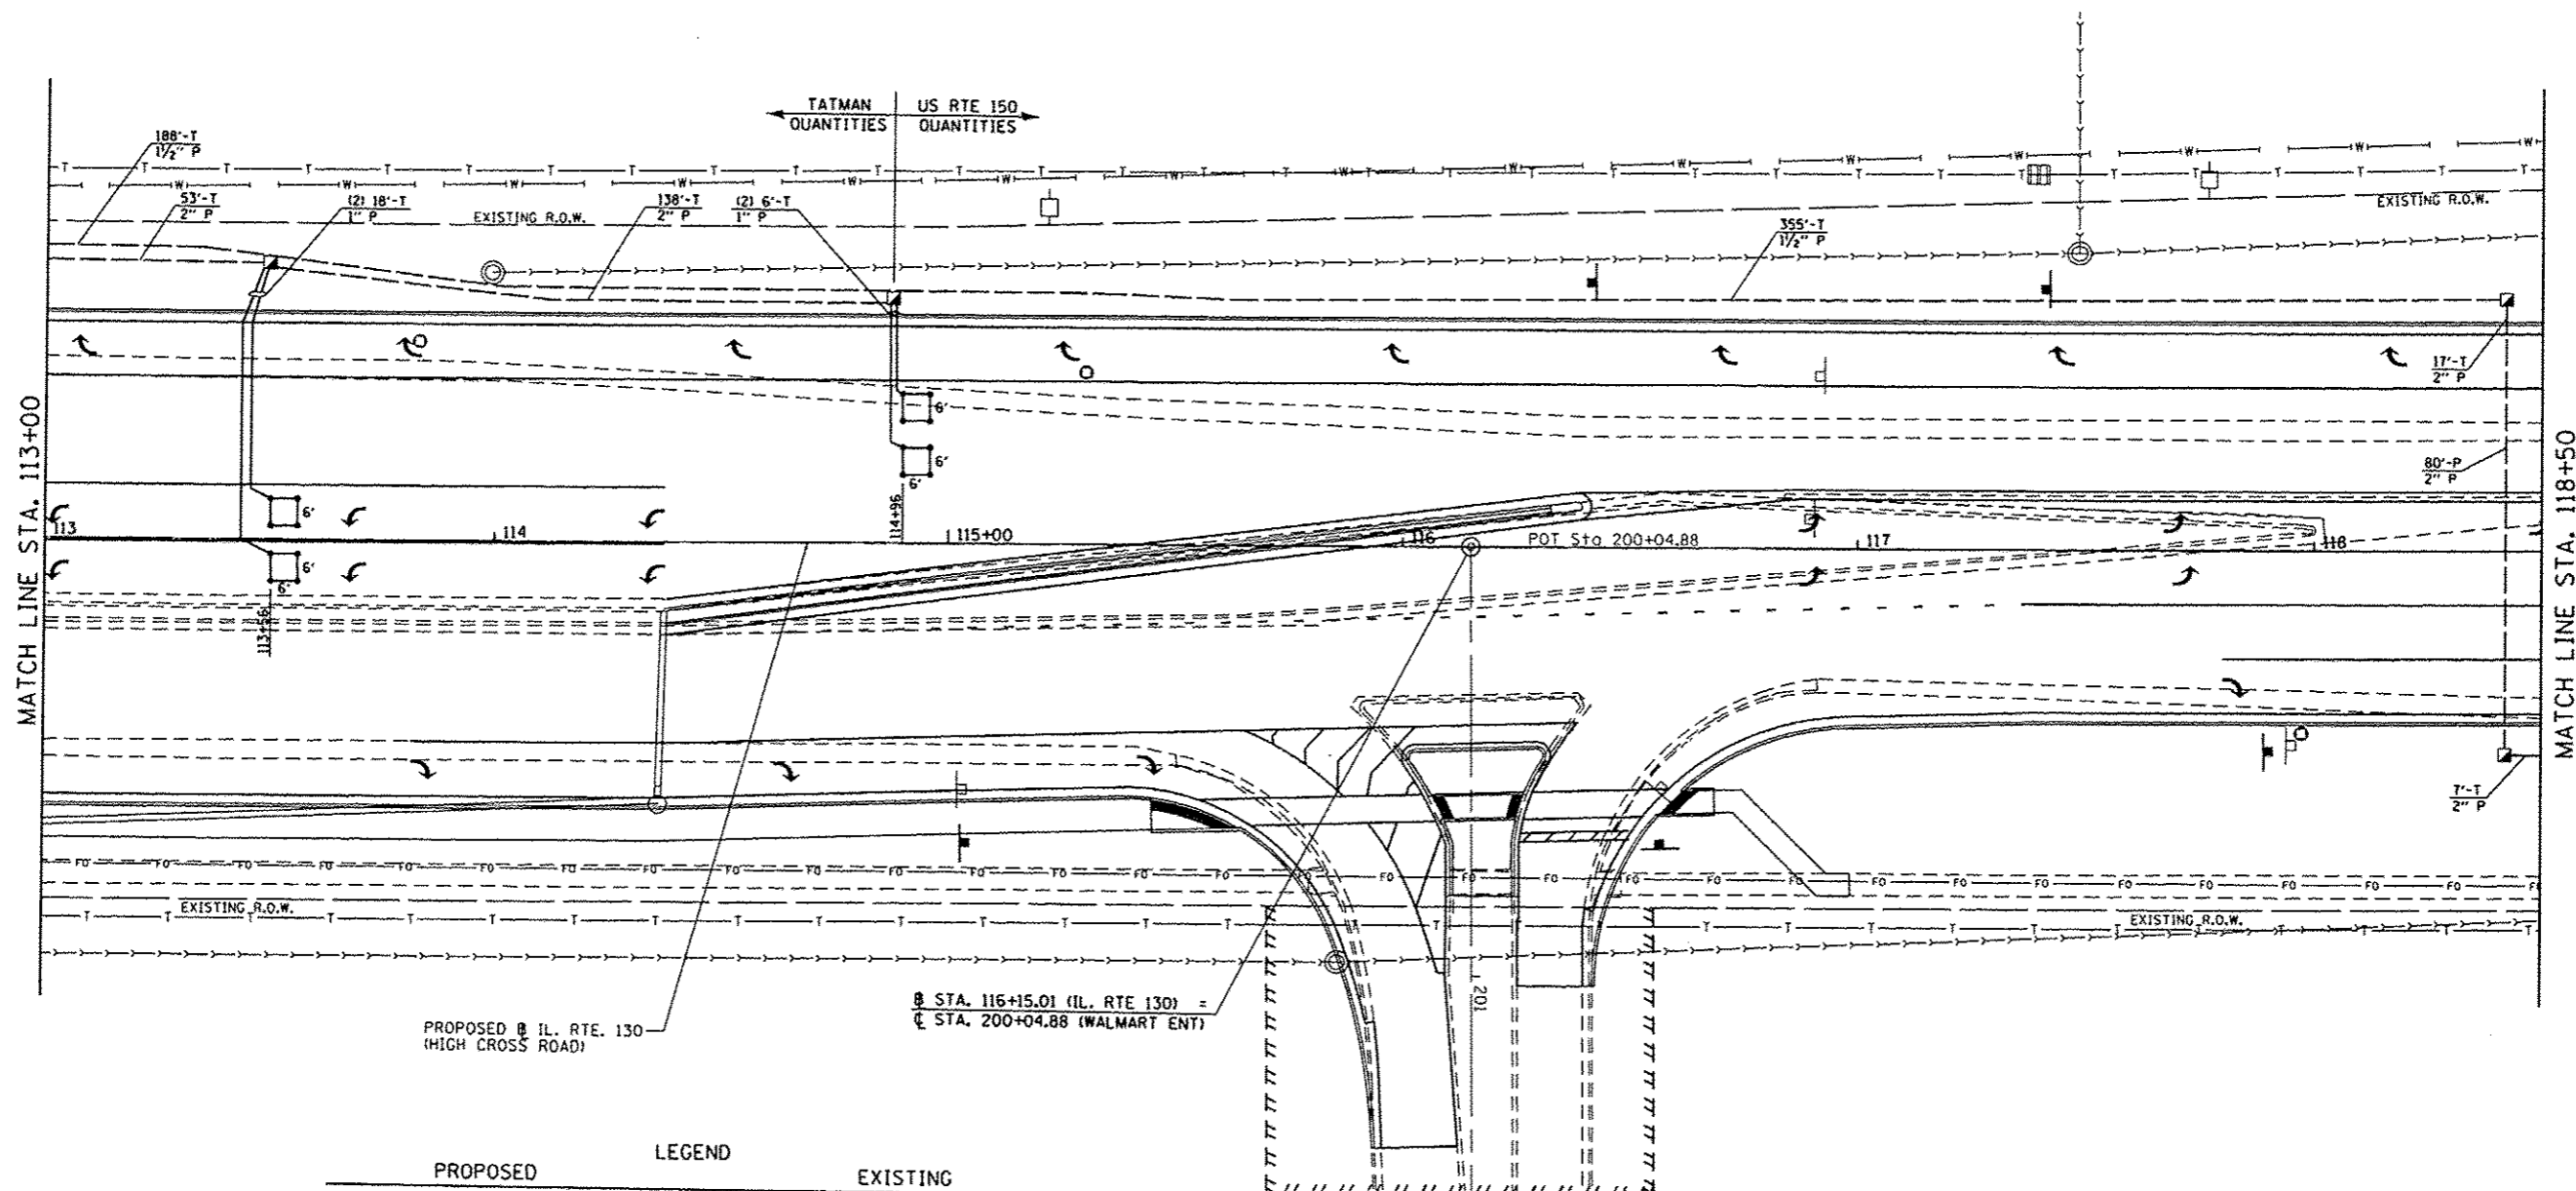 TATMAN
QUANTITIES
US RTE 150
QUANTITIES
188'-T
1½" P
53'-T
2" P
(2) 18'-T
1" P
EXISTING R.O.W.
138'-T
2" P
(2) 6'-T
1" P
355'-T
1½" P
EXISTING R.O.W.
17'-T
2" P
80'-P
2" P
7'-T
2" P
MATCH LINE STA. 113+00
MATCH LINE STA. 118+50
6'
6'
6'
6'
6'
6'
6'
113
114
115+00
116
117
118
113+56
114+96
POT Sta 200+04.88
EXISTING R.O.W.
EXISTING R.O.W.
201
PROPOSED ␢ IL. RTE. 130
(HIGH CROSS ROAD)
STA. 116+15.01 (IL. RTE 130) =
℄ STA. 200+04.88 (WALMART ENT)
LEGEND
PROPOSED EXISTING